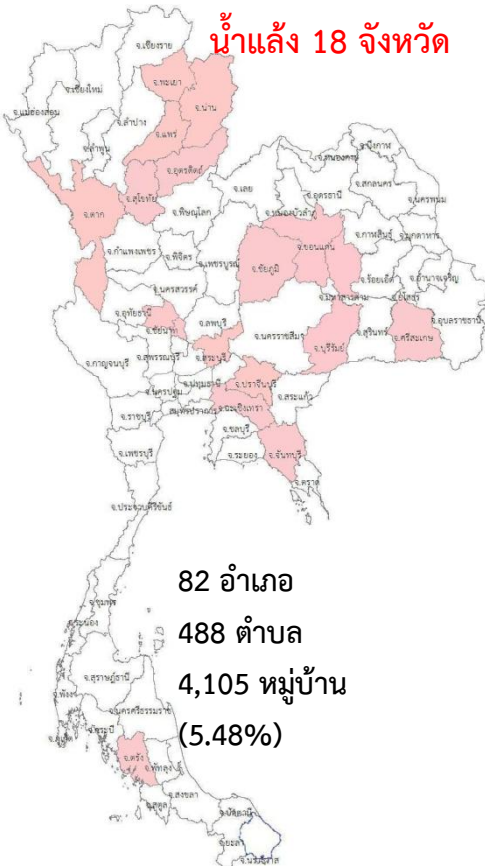 น้ำแล้ง 18 จังหวัด
จ.เชียงราย
จ.พะเยา
จ.เชียงใหม่
จ.น่าน
จ.แม่ฮ่องสอน
จ.ลำปาง
จ.แพร่
จ.ลำพูน
จ.อุตรดิตถ์
จ.บึงกาฬ
จ.หนองคาย
จ.เลย
จ.อุดรธานี
จ.สกลนคร
จ.นครพนม
จ.สุโขทัย
จ.หนองบัวลำภู
จ.ตาก
จ.พิษณุโลก
จ.กาฬสินธุ์
จ.มุกดาหาร
จ.ขอนแก่น
จ.กำแพงเพชร
จ.พิจิตร
จ.เพชรบูรณ์
จ.ชัยภูมิ
จ.ร้อยเอ็ด
จ.อำนาจเจริญ
จ.นครสวรรค์
จ.มหาสารคาม
จ.ยโสธร
จ.อุทัยธานี
จ.ลพบุรี
จ.อุบลราชธานี
จ.ชัยนาท
จ.นครราชสีมา
จ.สุรินทร์
จ.ศรีสะเกษ
จ.บุรีรัมย์
จ.สุพรรณบุรี
จ.สระบุรี
จ.กาญจนบุรี
จ.ปทุมธานี
จ.ปราจีนบุรี
จ.นครปฐม
จ.สระแก้ว
จ.ราชบุรี
สมุทรปราการ
จ.ฉะเชิงเทรา
จ.ชลบุรี
จ.เพชรบุรี
จ.ระยอง
จ.จันทบุรี
จ.ตราด
จ.ประจวบคีรีขันธ์
82 อำเภอ
จ.ชุมพร
จ.ระนอง
488 ตำบล
จ.สุราษฎร์ธานี
4,105 หมู่บ้าน
จ.พังงา
จ.นครศรีธรรมราช
(5.48%)
จ.กระบี่
จ.ภูเก็ต
จ.ตรัง
จ.พัทลุง
จ.สงขลา
จ.สตูล
จ.ปัตตานี
จ.ยะลา
จ.นราธิวาส